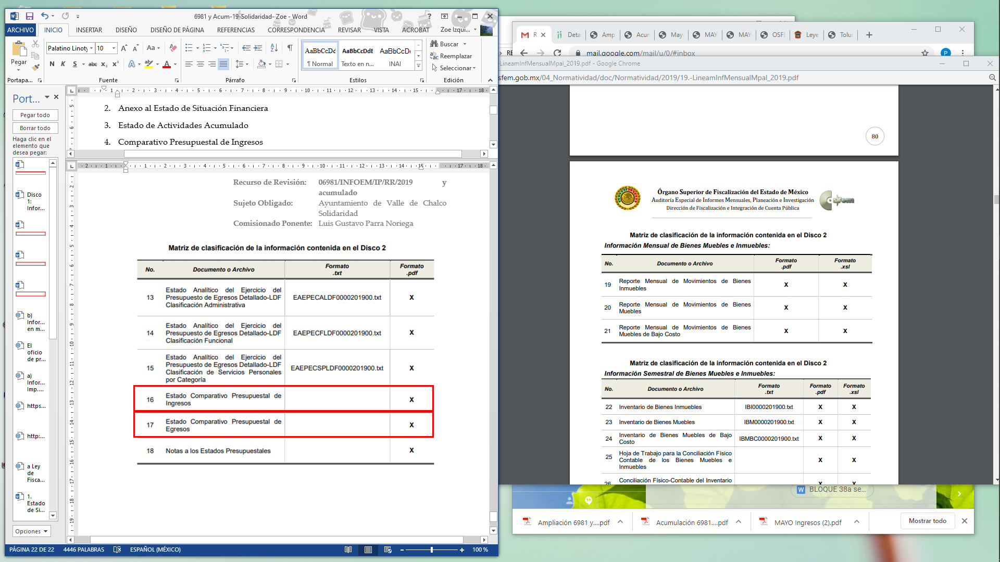 6981 y Acum-19-Solidaridad- Zoe - Word
ARCHIVO INICIO INSERTAR DISEÑO DISEÑO DE PÁGINA REFERENCIAS CORRESPONDENCIA REVISAR VISTA ACROBAT Zoe Izqui...
Pegar
Palatino Linoty 10
N K S abc x₂ x²
AaBbCcDd AaBbCcDdE AaBbCcDc
¶ Normal Texto en n... INAI
Buscar
Reemplazar
Seleccionar
Portapa... Fuente Párrafo Estilos Edición
Port...
Pegar todo
Borrar todo
Haga clic en el
elemento que
desea pegar:
Disco
1:
Infor...
b)
Infor...
en m...
El
oficio
de pr...
a)
Infor...
Imp....
https...
http:...
a Ley
de
Fisca...
1.
Estado
de Si...
Opciones
2. Anexo al Estado de Situación Financiera
3. Estado de Actividades Acumulado
4. Comparativo Presupuestal de Ingresos
Recurso de Revisión: 06981/INFOEM/IP/RR/2019 y
acumulado
Sujeto Obligado: Ayuntamiento de Valle de Chalco
Solidaridad
Comisionado Ponente: Luis Gustavo Parra Noriega
Matriz de clasificación de la información contenida en el Disco 2
No. Documento o Archivo Formato .txt Formato .pdf
13 Estado Analítico del Ejercicio del
Presupuesto de Egresos Detallado-LDF EAEPECALDF0000201900.txt X
Clasificación Administrativa
14 Estado Analítico del Ejercicio del
Presupuesto de Egresos Detallado-LDF EAEPECFLDF0000201900.txt X
Clasificación Funcional
15 Estado Analítico del Ejercicio del
Presupuesto de Egresos Detallado-LDF
Clasificación de Servicios Personales EAEPECSPLDF0000201900.txt X
por Categoría
16 Estado Comparativo Presupuestal de
Ingresos X
17 Estado Comparativo Presupuestal de
Egresos X
18 Notas a los Estados Presupuestales X
PÁGINA 22 DE 22 4446 PALABRAS ESPAÑOL (MÉXICO) 100 %
R Deta Amp Acun May MAY MAY OSFE Leye Toluc
mail.google.com/mail/u/0/#inbox
P
-LineamInfMensualMpal_2019.pdf - Google Chrome
sfem.gob.mx/04_Normatividad/doc/Normatividad/2019/19.-LineamInfMensualMpal_2019.pdf
80
Órgano Superior de Fiscalización del Estado de México
Auditoría Especial de Informes Mensuales, Planeación e Investigación
Dirección de Fiscalización e Integración de Cuenta Pública
osfem
Matriz de clasificación de la información contenida en el Disco 2
Información Mensual de Bienes Muebles e Inmuebles:
No. Documento o Archivo Formato .pdf Formato .xsl
19 Reporte Mensual de Movimientos de Bienes
Inmuebles X X
20 Reporte Mensual de Movimientos de Bienes
Muebles X X
21 Reporte Mensual de Movimientos de Bienes
Muebles de Bajo Costo X X
Matriz de clasificación de la información contenida en el Disco 2
Información Semestral de Bienes Muebles e Inmuebles:
No. Documento o Archivo Formato .txt Formato .pdf Formato .xsl
22 Inventario de Bienes Inmuebles IBI0000201900.txt X X
23 Inventario de Bienes Muebles IBM0000201900.txt X X
24 Inventario de Bienes Muebles de Bajo
Costo IBMBC0000201900.txt X X
25 Hoja de Trabajo para la Conciliación Físico
Contable de los Bienes Muebles e X X
Inmuebles
26 Conciliación Físico-Contable del Inventario X X
BLOQUE 38a se...
Ampliación 6981 y....pdf
Acumulación 6981....pdf
MAYO Ingresos (2).pdf
Mostrar todo